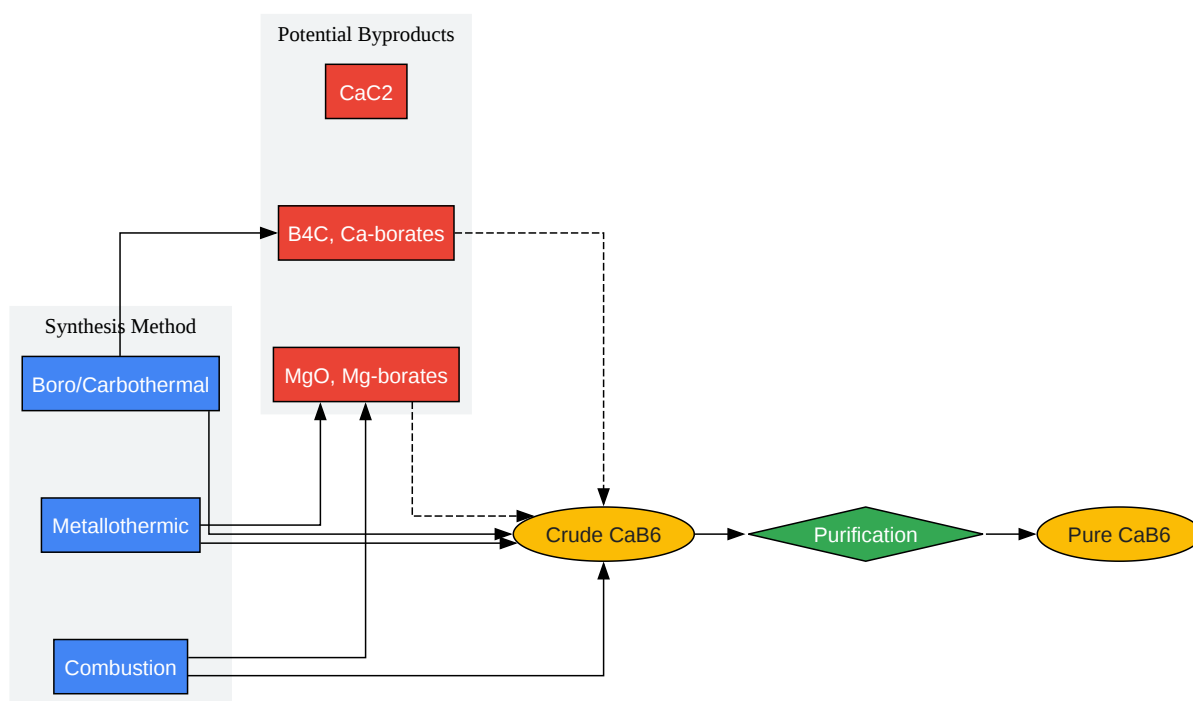 Potential Byproducts
CaC2
B4C, Ca-borates
MgO, Mg-borates
Synthesis Method
Boro/Carbothermal
Metallothermic
Combustion
Crude CaB6
Purification
Pure CaB6